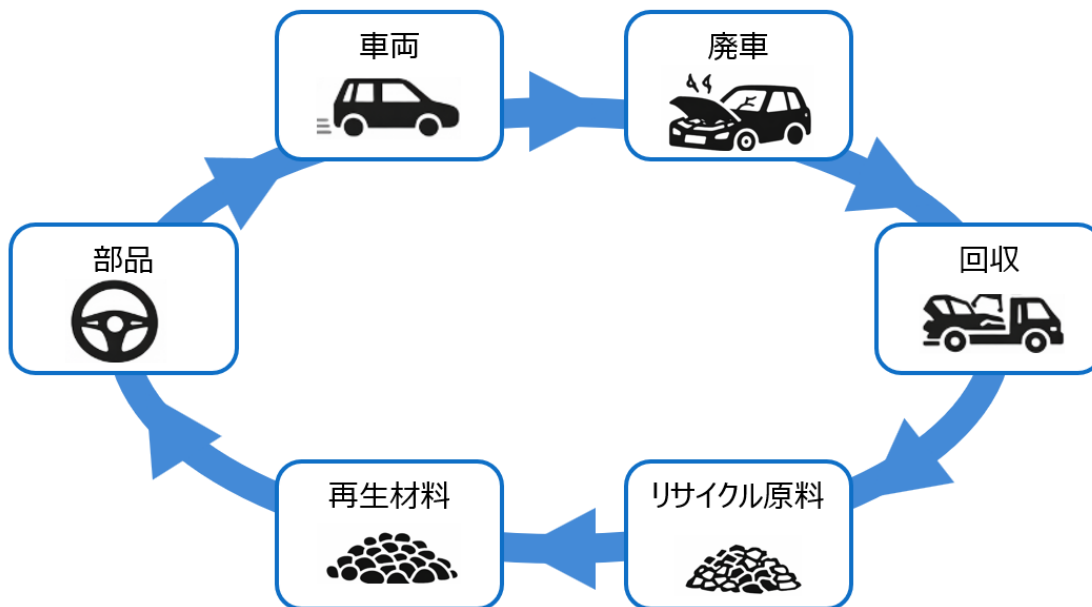 車両
廃車
部品
回収
再生材料
リサイクル原料